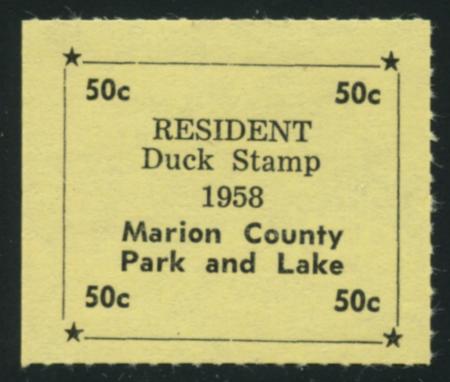 50c 50c
RESIDENT
Duck Stamp
1958
Marion County
Park and Lake
50c 50c